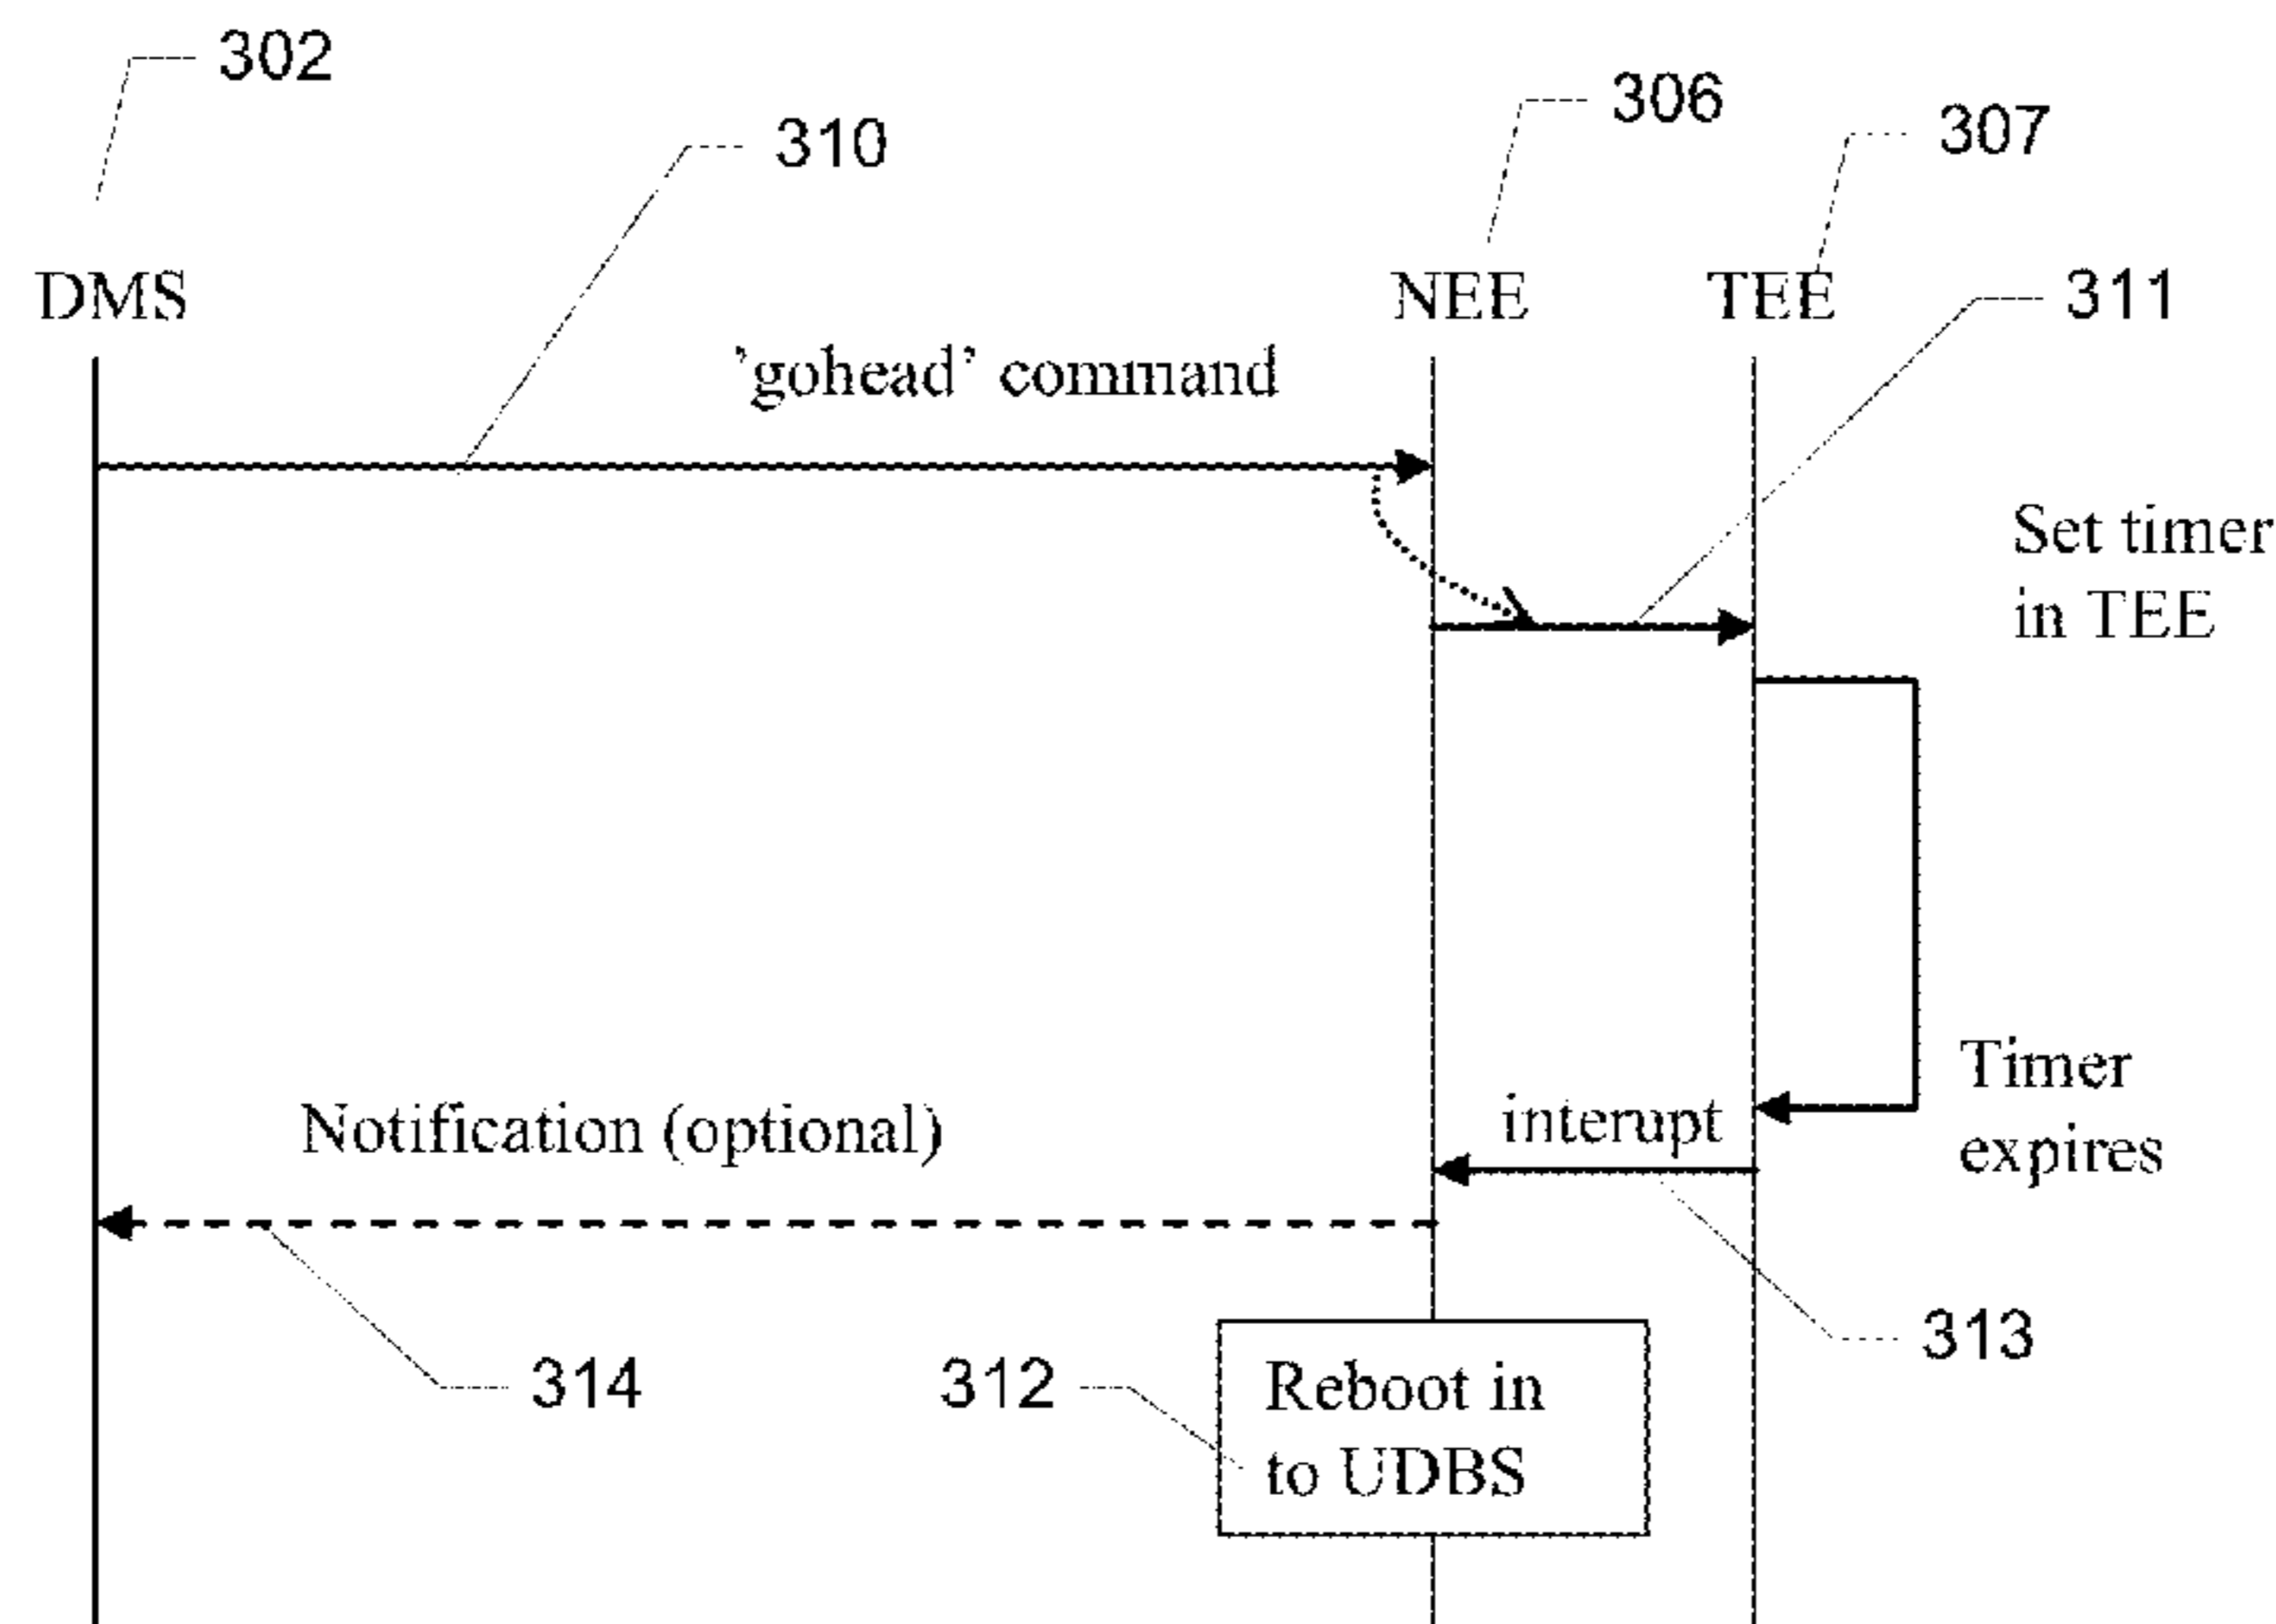 302
306
310
307
DMS
NEE
TEE
311
'gohead' command
Set timer
in TEE
Timer
expires
interupt
Notification (optional)
313
314
312
Reboot in
to UDBS